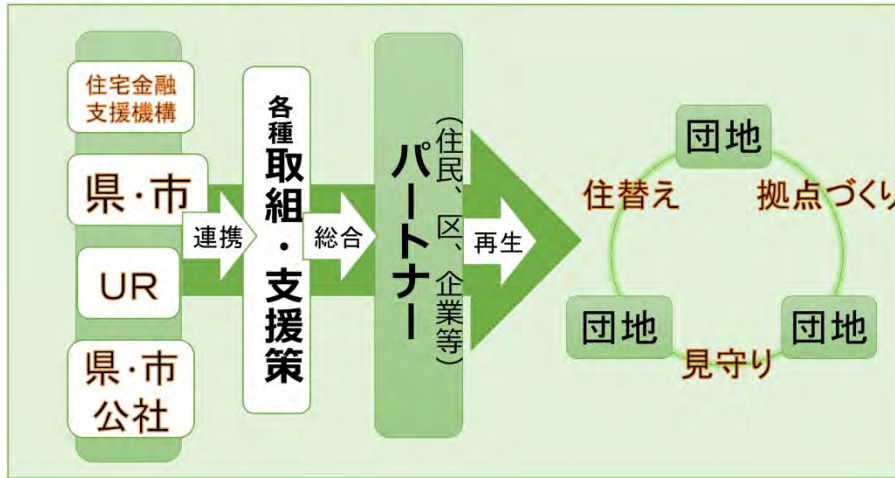 住宅金融
支援機構
県・市
UR
県・市
公社
連携
各種取組・支援策
総合
パートナー
(住民、区、企業等)
再生
団地
住替え
拠点づくり
団地
団地
見守り